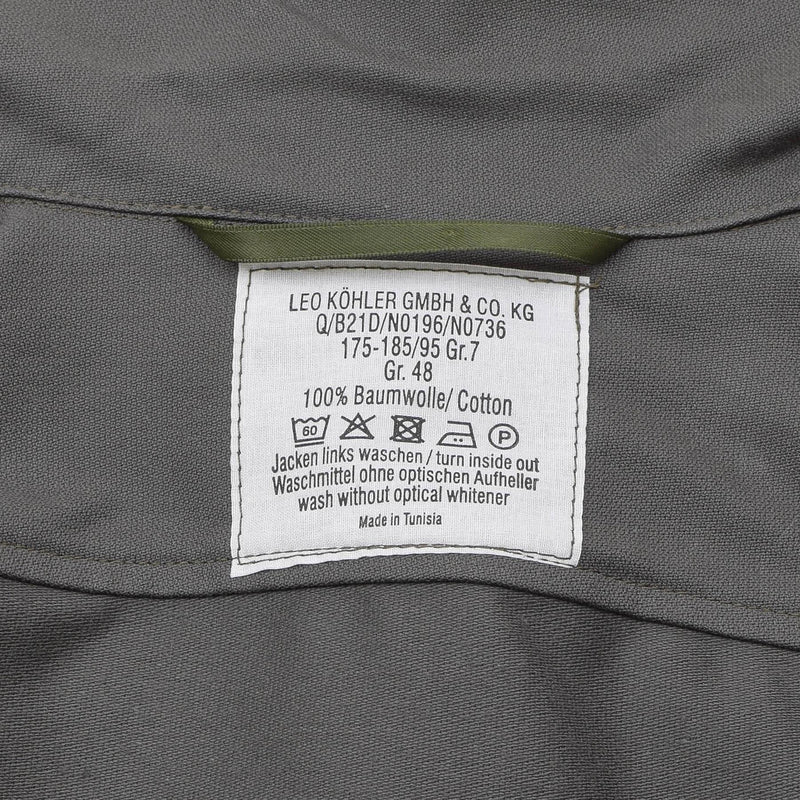 LEO KÖHLER GMBH & CO. KG
Q/B21D/N0196/N0736
175-185/95 Gr.7
Gr. 48
100% Baumwolle/ Cotton
60 P
Jacken links waschen / turn inside out
Waschmittel ohne optischen Aufheller
wash without optical whitener
Made in Tunisia